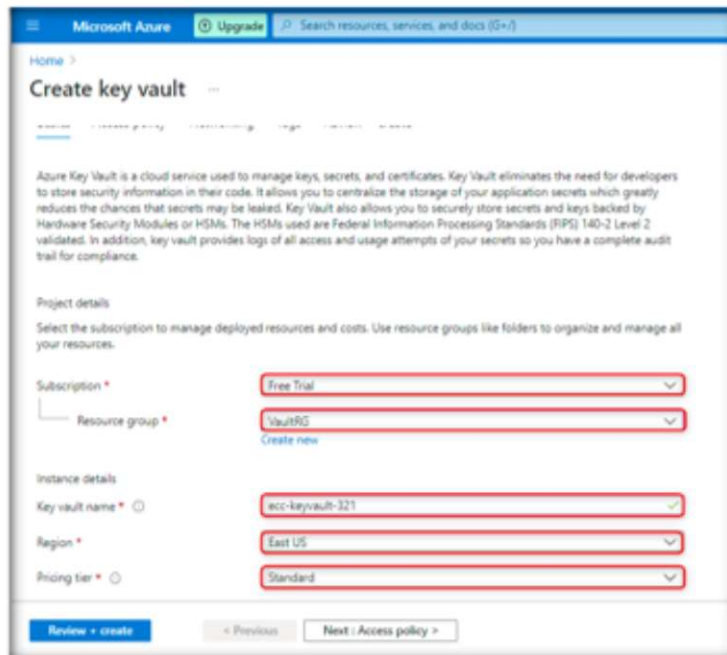 Microsoft Azure
Upgrade
Search resources, services, and docs (G+/)
Home >
Create key vault ...
Azure Key Vault is a cloud service used to manage keys, secrets, and certificates. Key Vault eliminates the need for developers
to store security information in their code. It allows you to centralize the storage of your application secrets which greatly
reduces the chances that secrets may be leaked. Key Vault also allows you to securely store secrets and keys backed by
Hardware Security Modules or HSMs. The HSMs used are Federal Information Processing Standards (FIPS) 140-2 Level 2
validated. In addition, key vault provides logs of all access and usage attempts of your secrets so you have a complete audit
trail for compliance.
Project details
Select the subscription to manage deployed resources and costs. Use resource groups like folders to organize and manage all
your resources.
Subscription *
Free Trial
Resource group *
VaultRG
Create new
Instance details
Key vault name *
ecc-keyvault-321
Region *
East US
Pricing tier *
Standard
Review + create
< Previous
Next : Access policy >